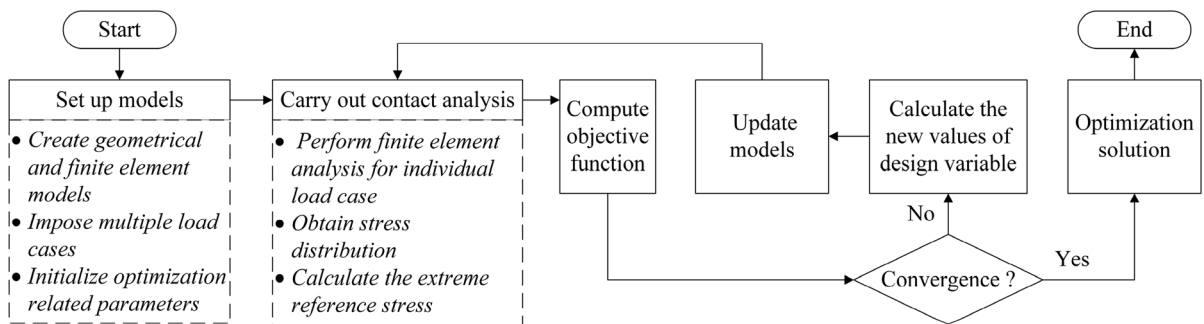 Start
Set up models
● Create geometrical
and finite element
models
● Impose multiple load
cases
● Initialize optimization
related parameters
Carry out contact analysis
● Perform finite element
analysis for individual
load case
● Obtain stress
distribution
● Calculate the extreme
reference stress
Compute
objective
function
Update
models
Calculate the
new values of
design variable
No
Convergence ?
Yes
Optimization
solution
End